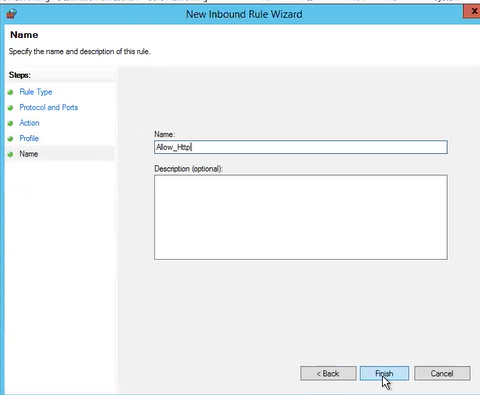 New Inbound Rule Wizard
x
Name
Specify the name and description of this rule.
Steps:
Rule Type
Protocol and Ports
Action
Profile
Name
Name:
Allow_Http
Description (optional):
< Back
Finish
Cancel